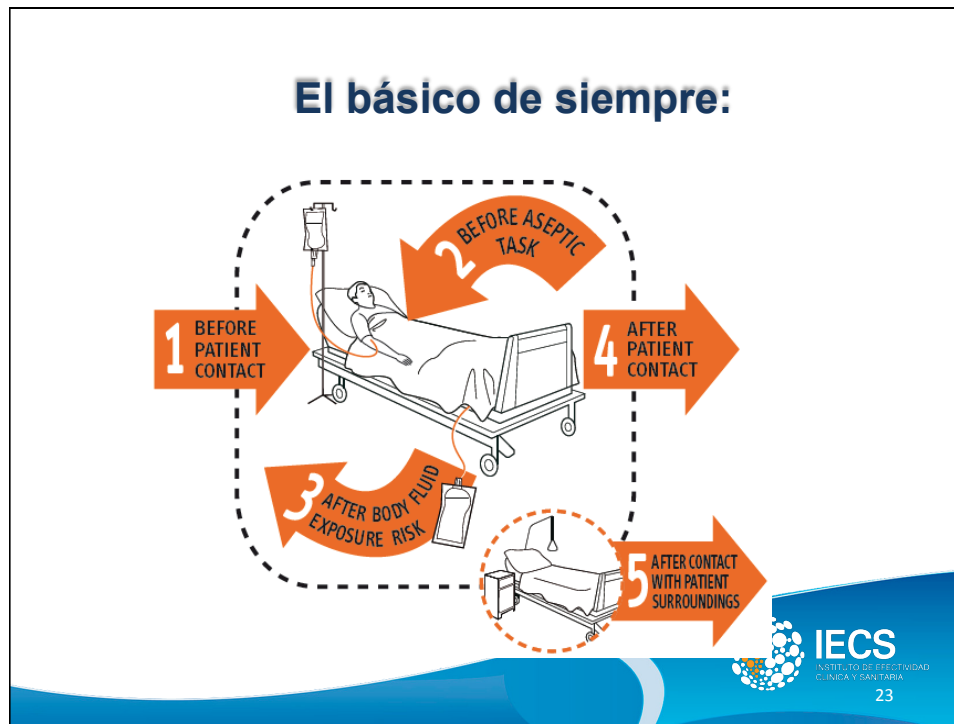 El básico de siempre:
1 BEFORE
PATIENT
CONTACT
2 BEFORE ASEPTIC
TASK
3 AFTER BODY FLUID
EXPOSURE RISK
4 AFTER
PATIENT
CONTACT
5 AFTER CONTACT
WITH PATIENT
SURROUNDINGS
IECS
INSTITUTO DE EFECTIVIDAD
CLÍNICA Y SANITARIA
23